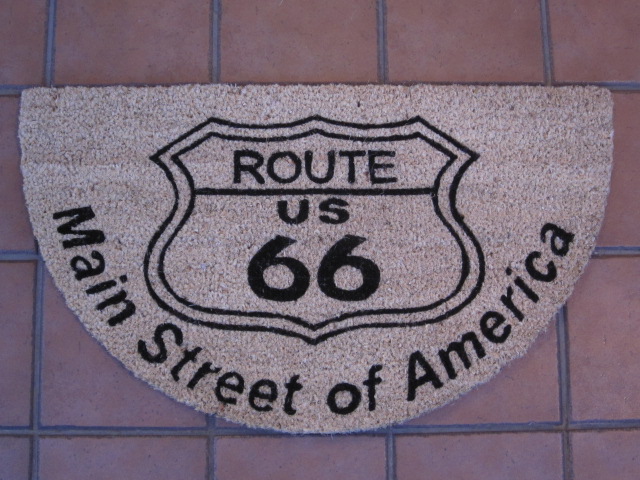 ROUTE
US
66
Main Street of America